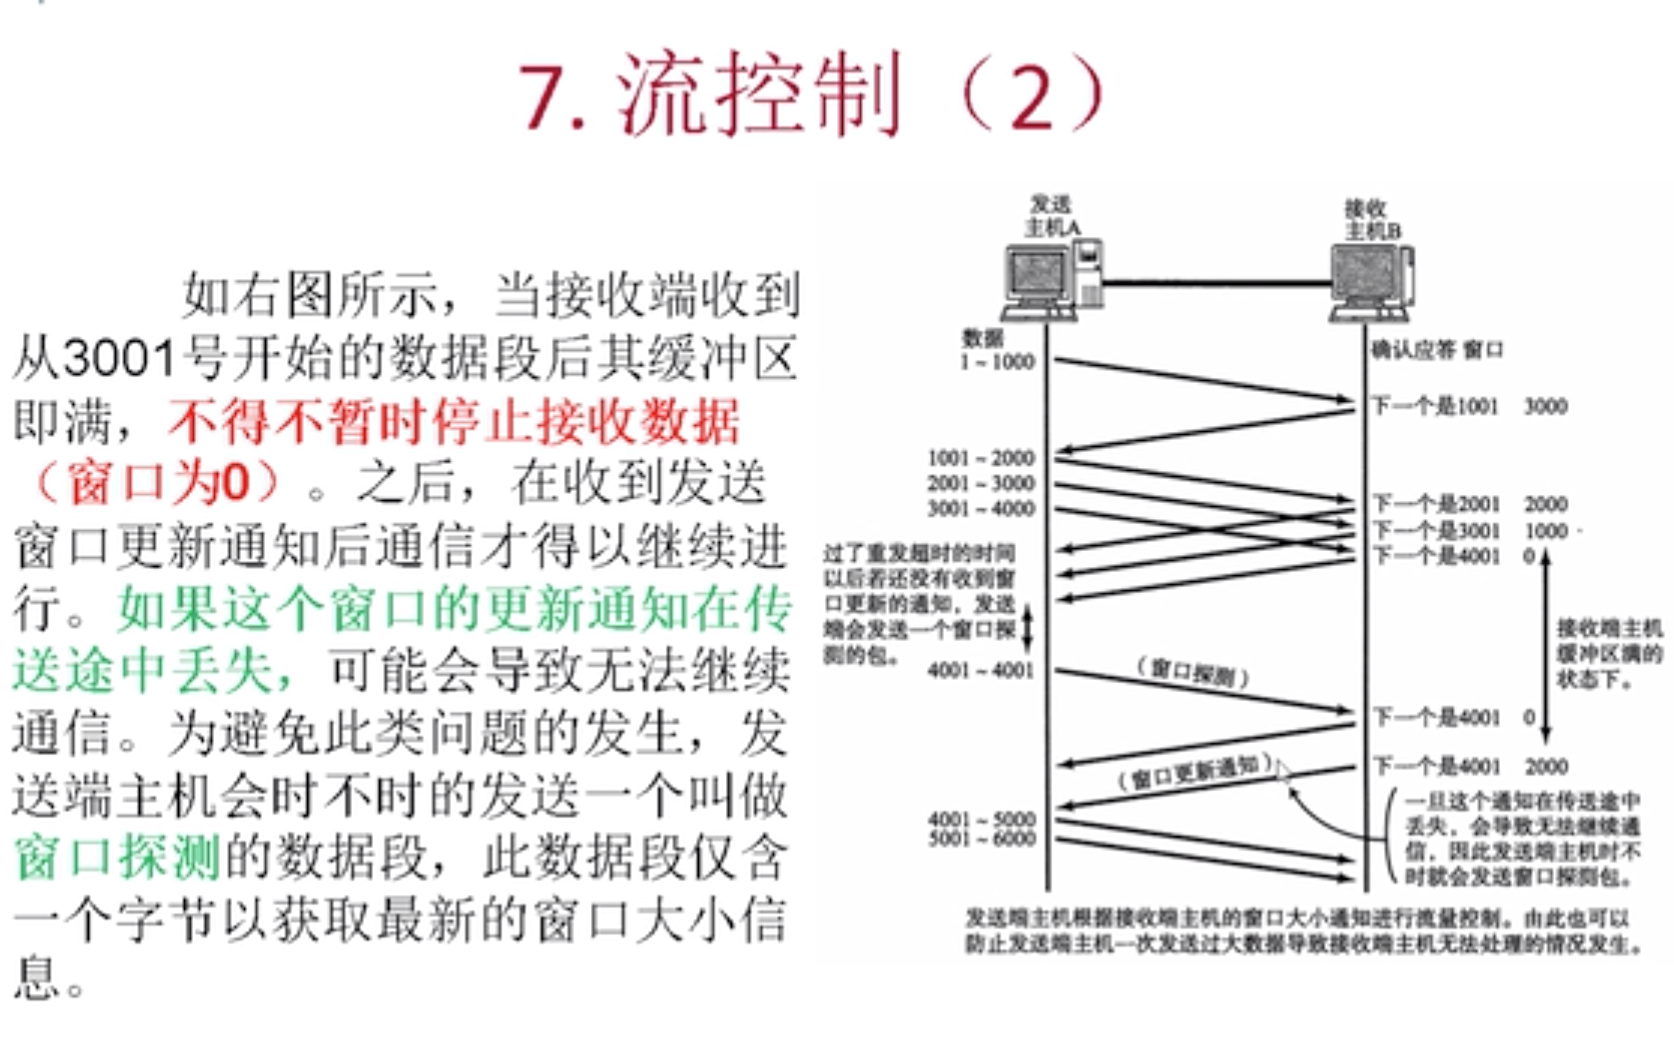 7. 流控制（2）
如右图所示，当接收端收到
从3001号开始的数据段后其缓冲区
即满，不得不暂时停止接收数据
（窗口为0）。之后，在收到发送
窗口更新通知后通信才得以继续进
行。如果这个窗口的更新通知在传
送途中丢失，可能会导致无法继续
通信。为避免此类问题的发生，发
送端主机会时不时的发送一个叫做
窗口探测的数据段，此数据段仅含
一个字节以获取最新的窗口大小信
息。
发送
主机A
接收
主机B
数据
1～1000
确认应答 窗口
下一个是1001 3000
1001～2000
2001～3000
3001～4000
下一个是2001 2000
下一个是3001 1000
下一个是4001 0
过了重发超时的时间
以后若还没有收到窗
口更新的通知，发送
端会发送一个窗口探
测的包。
接收端主机
缓冲区满的
状态下。
4001～4001
（窗口探测）
下一个是4001 0
（窗口更新通知）
下一个是4001 2000
4001～5000
5001～6000
一旦这个通知在传送途中
丢失，会导致无法继续通
信，因此发送端主机时不
时就会发送窗口探测包。
发送端主机根据接收端主机的窗口大小通知进行流量控制。由此也可以
防止发送端主机一次发送过大数据导致接收端主机无法处理的情况发生。